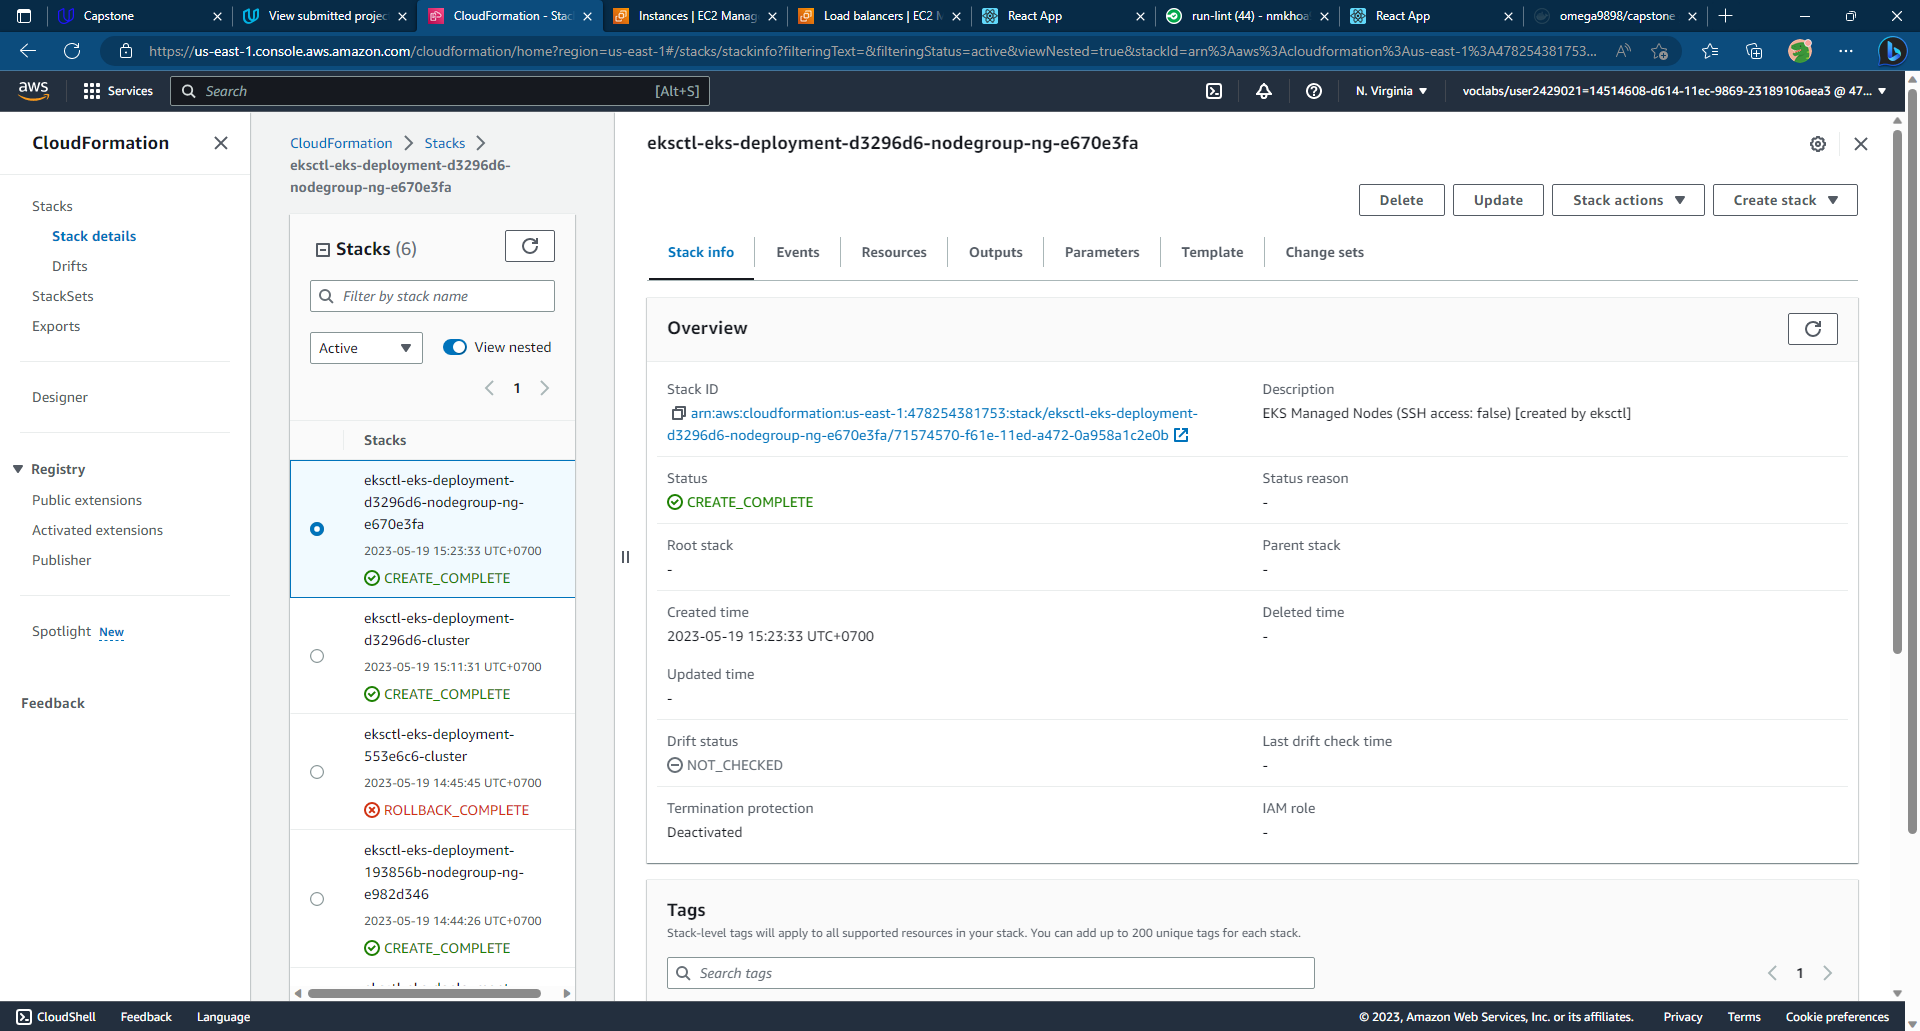 Capstone
View submitted projec
CloudFormation - Stac
Instances | EC2 Manag
Load balancers | EC2 M
React App
run-lint (44) - nmkhoa
React App
omega9898/capstone
https://us-east-1.console.aws.amazon.com/cloudformation/home?region=us-east-1#/stacks/stackinfo?filteringText=&filteringStatus=active&viewNested=true&stackId=arn%3Aaws%3Acloudformation%3Aus-east-1%3A478254381753...
aws
Services
Search
[Alt+S]
N. Virginia
voclabs/user2429021=14514608-d614-11ec-9869-23189106aea3 @ 47...
CloudFormation
Stacks
Stack details
Drifts
StackSets
Exports
Designer
Registry
Public extensions
Activated extensions
Publisher
Spotlight New
Feedback
CloudFormation
Stacks
eksctl-eks-deployment-d3296d6-
nodegroup-ng-e670e3fa
Stacks (6)
Filter by stack name
Active
View nested
1
Stacks
eksctl-eks-deployment-
d3296d6-nodegroup-ng-
e670e3fa
2023-05-19 15:23:33 UTC+0700
CREATE_COMPLETE
eksctl-eks-deployment-
d3296d6-cluster
2023-05-19 15:11:31 UTC+0700
CREATE_COMPLETE
eksctl-eks-deployment-
553e6c6-cluster
2023-05-19 14:45:45 UTC+0700
ROLLBACK_COMPLETE
eksctl-eks-deployment-
193856b-nodegroup-ng-
e982d346
2023-05-19 14:44:26 UTC+0700
CREATE_COMPLETE
eksctl-eks-deployment-d3296d6-nodegroup-ng-e670e3fa
Delete
Update
Stack actions
Create stack
Stack info
Events
Resources
Outputs
Parameters
Template
Change sets
Overview
Stack ID
arn:aws:cloudformation:us-east-1:478254381753:stack/eksctl-eks-deployment-
d3296d6-nodegroup-ng-e670e3fa/71574570-f61e-11ed-a472-0a958a1c2e0b
Description
EKS Managed Nodes (SSH access: false) [created by eksctl]
Status
CREATE_COMPLETE
Status reason
-
Root stack
-
Parent stack
-
Created time
2023-05-19 15:23:33 UTC+0700
Deleted time
-
Updated time
-
Drift status
NOT_CHECKED
Last drift check time
-
Termination protection
Deactivated
IAM role
-
Tags
Stack-level tags will apply to all supported resources in your stack. You can add up to 200 unique tags for each stack.
Search tags
1
CloudShell
Feedback
Language
© 2023, Amazon Web Services, Inc. or its affiliates.
Privacy
Terms
Cookie preferences